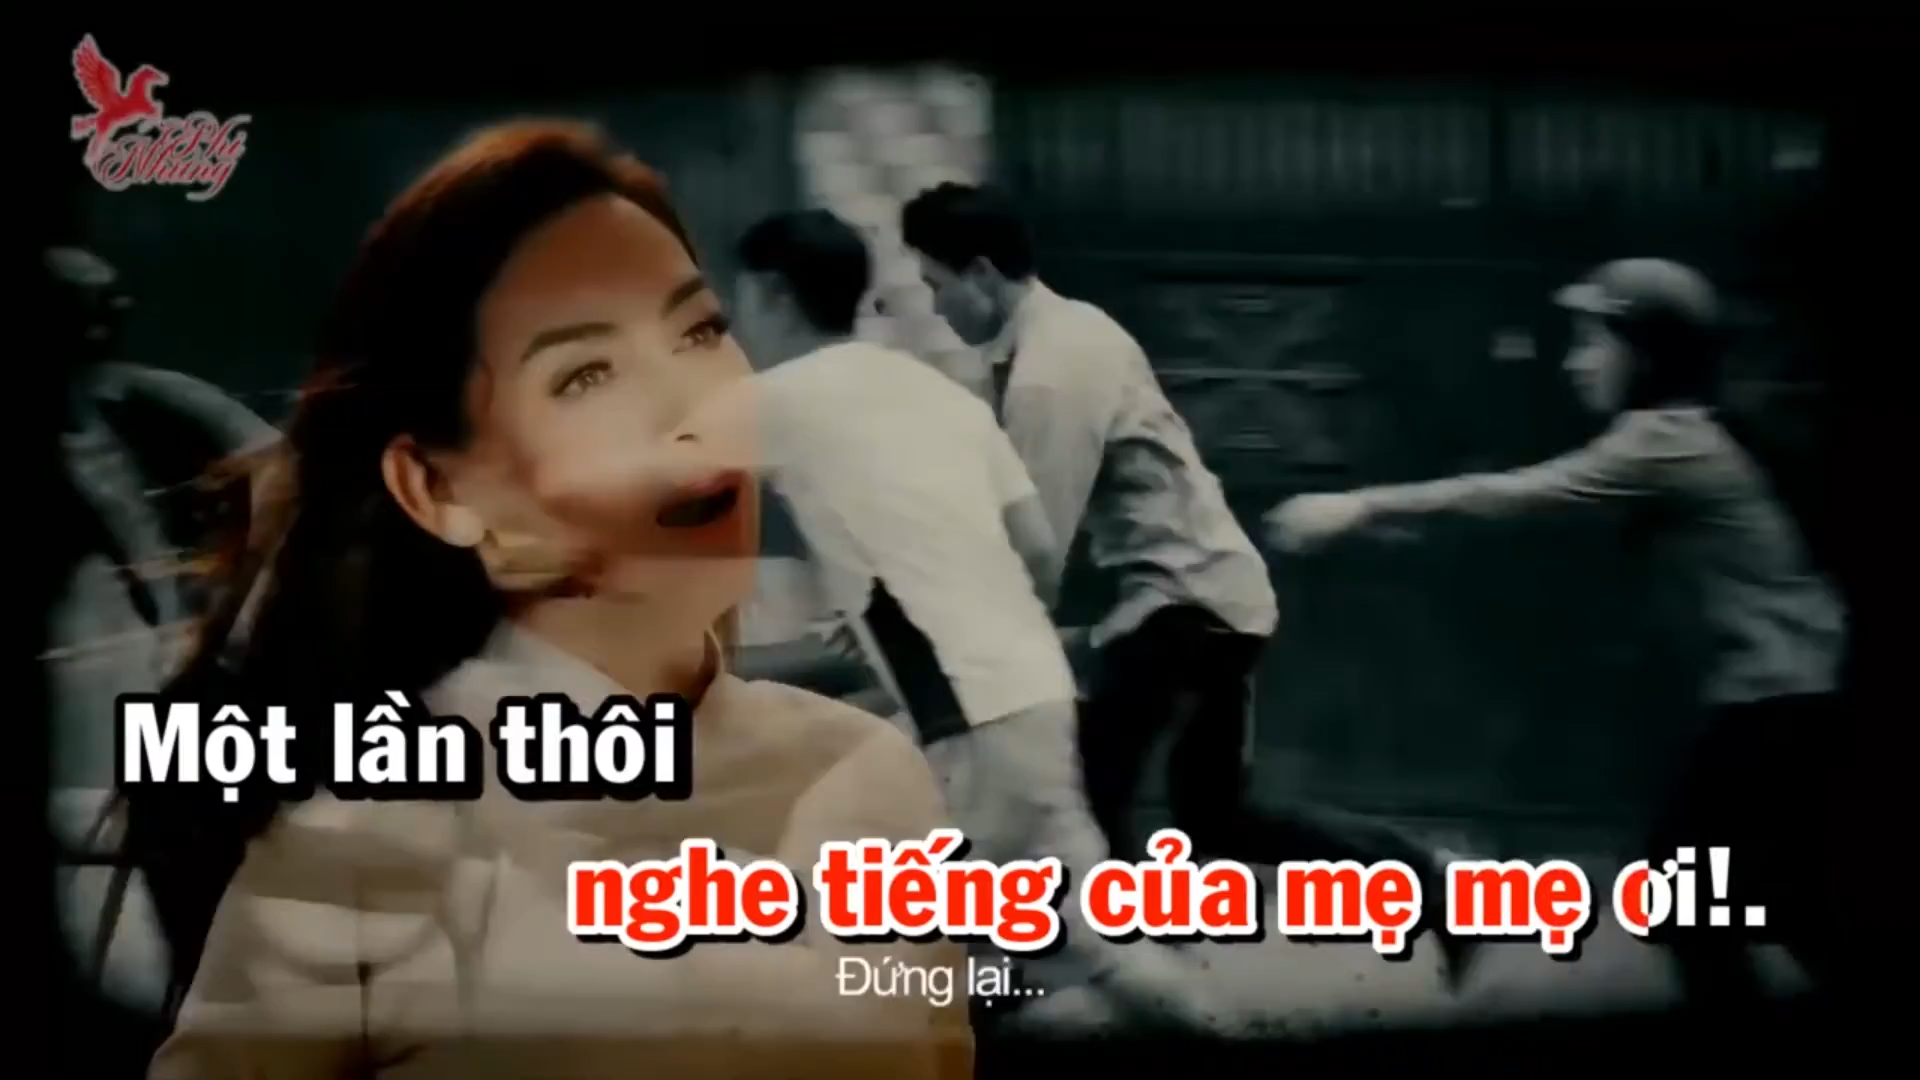 Phi
Nhung
Một lần thôi
nghe tiếng của mẹ mẹ ơi!.
Đứng lại...